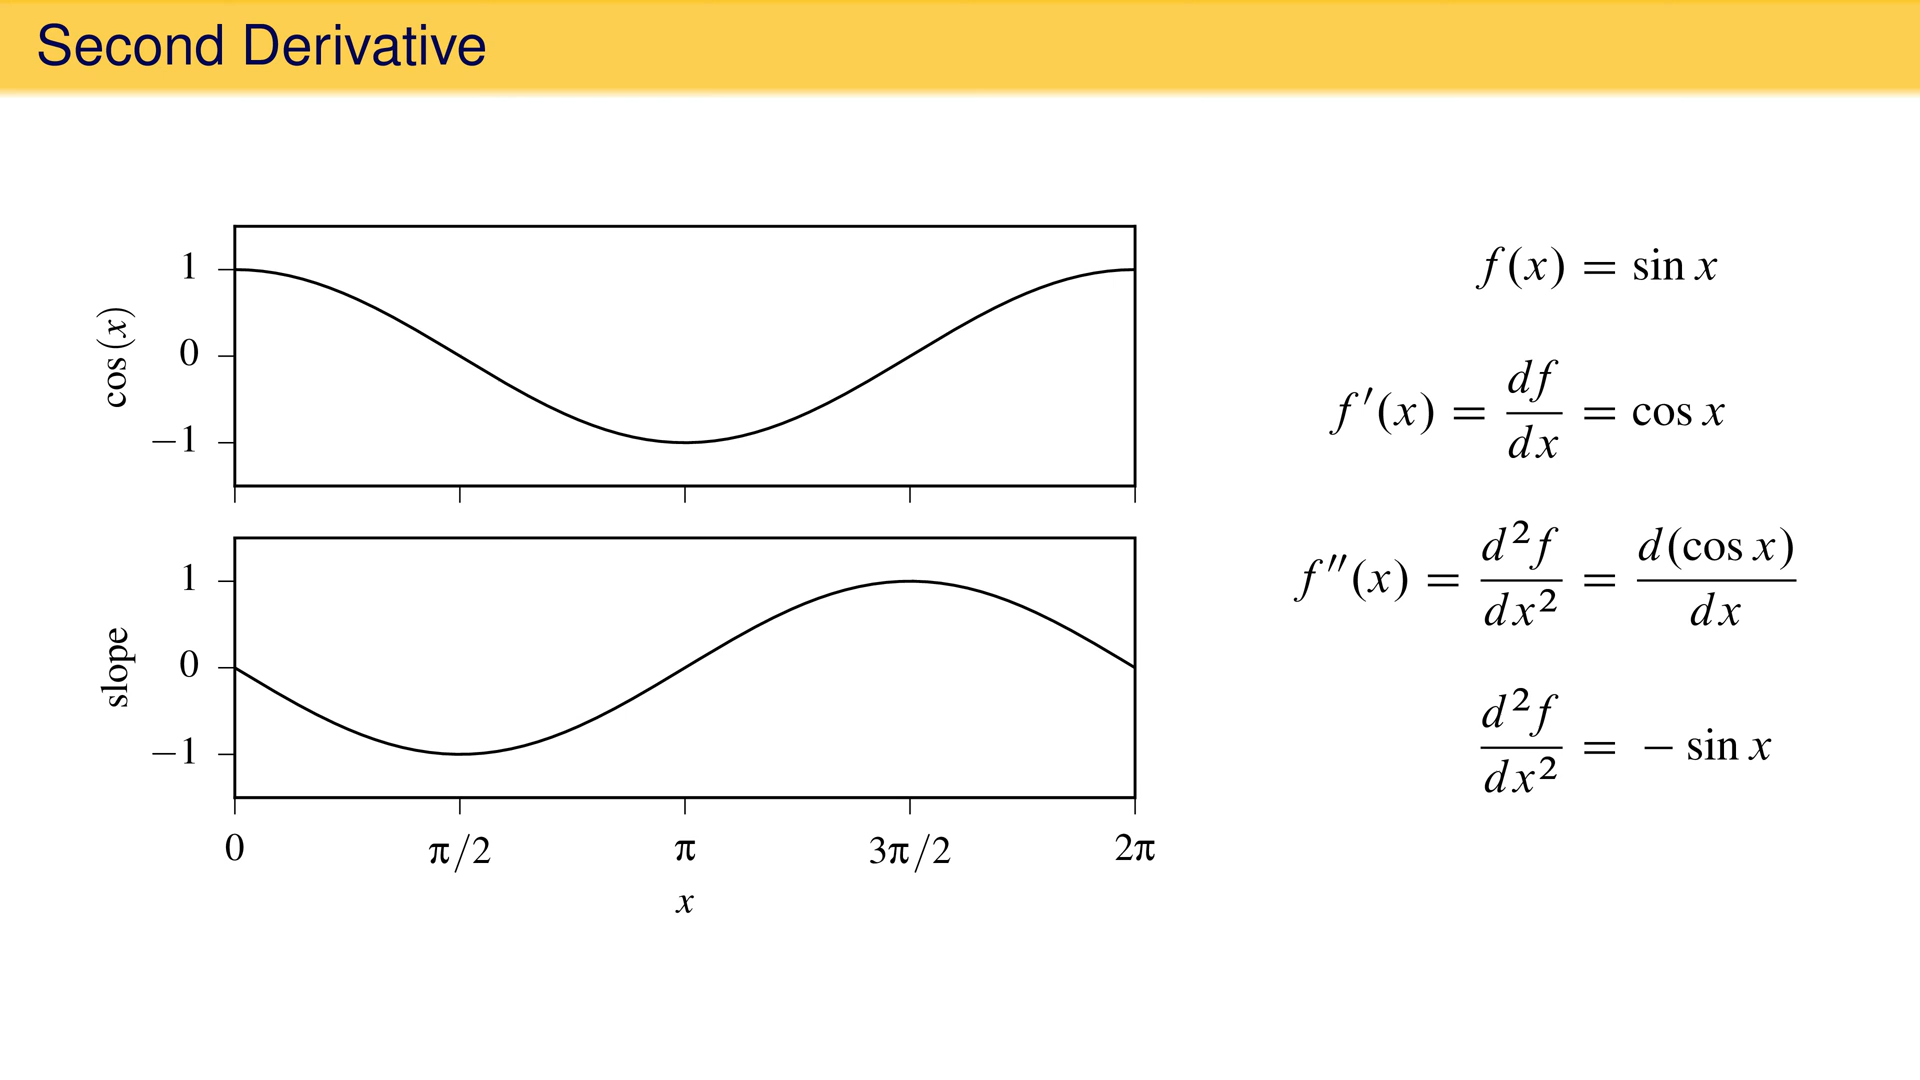 Second Derivative
cos (x)
1
0
−1
slope
1
0
−1
0 π/2 π 3π/2 2π
x
f(x) = sin x
f′(x) = df/dx = cos x
f″(x) = d²f/dx² = d(cos x)/dx
d²f/dx² = − sin x